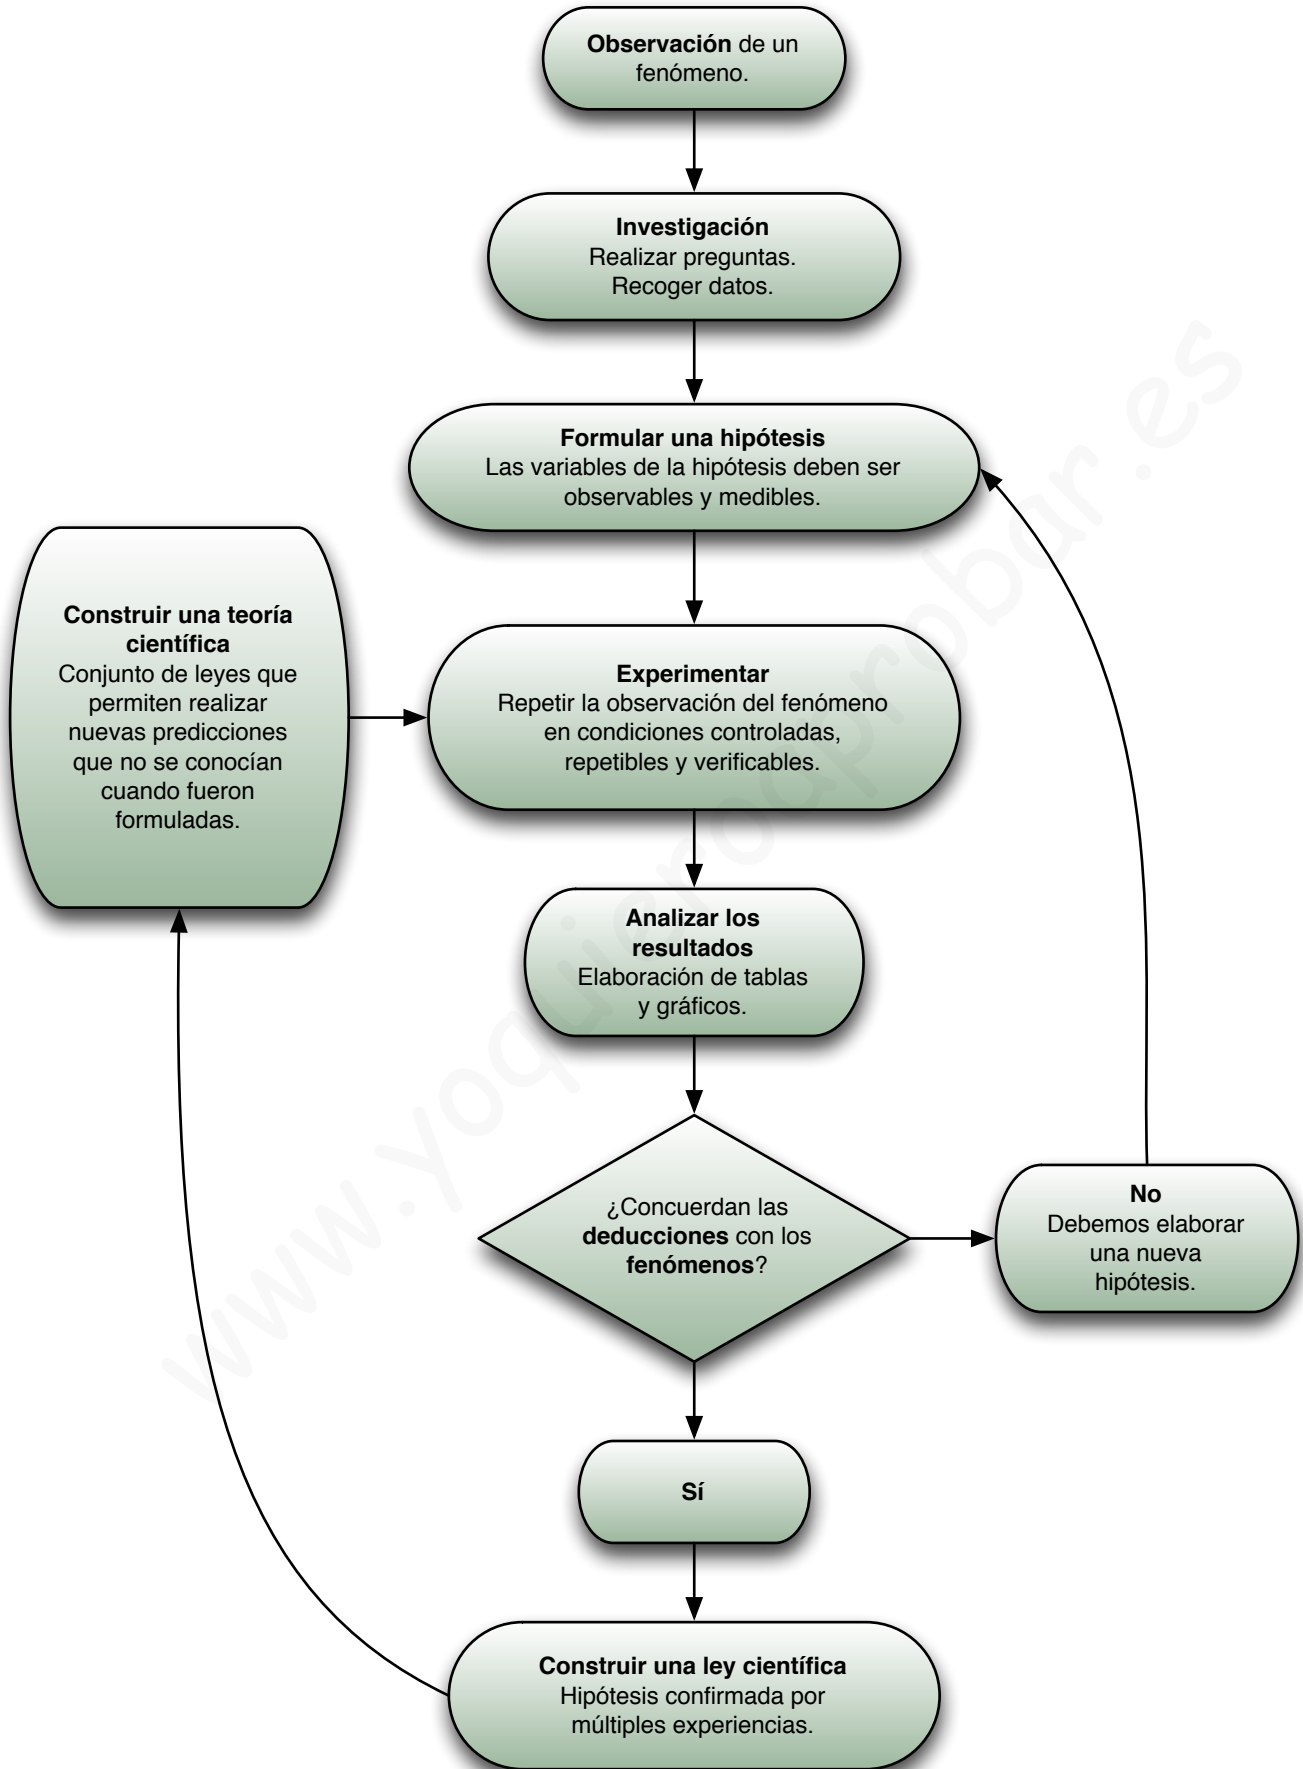 Observación de un
fenómeno.
Investigación
Realizar preguntas.
Recoger datos.
Formular una hipótesis
Las variables de la hipótesis deben ser
observables y medibles.
Construir una teoría
científica
Conjunto de leyes que
permiten realizar
nuevas predicciones
que no se conocían
cuando fueron
formuladas.
Experimentar
Repetir la observación del fenómeno
en condiciones controladas,
repetibles y verificables.
Analizar los
resultados
Elaboración de tablas
y gráficos.
¿Concuerdan las
deducciones con los
fenómenos?
No
Debemos elaborar
una nueva
hipótesis.
Sí
Construir una ley científica
Hipótesis confirmada por
múltiples experiencias.
www.yoquieroaprobar.es